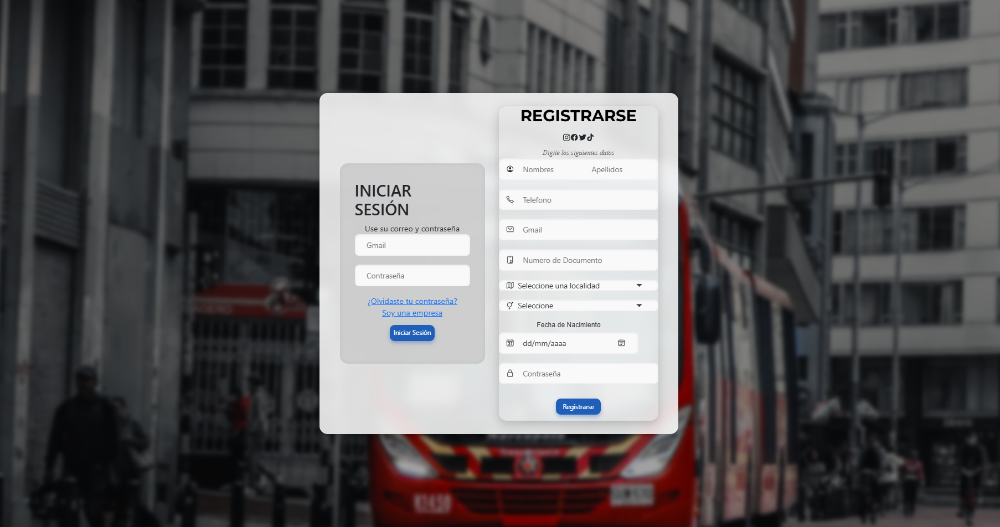 INICIAR
SESIÓN
Use su correo y contraseña
Gmail
Contraseña
¿Olvidaste tu contraseña?
Soy una empresa
Iniciar Sesión
REGISTRARSE
Digite los siguientes datos
Nombres Apellidos
Telefono
Gmail
Numero de Documento
Seleccione una localidad
Seleccione
Fecha de Nacimiento
31 dd/mm/aaaa
Contraseña
Registrarse